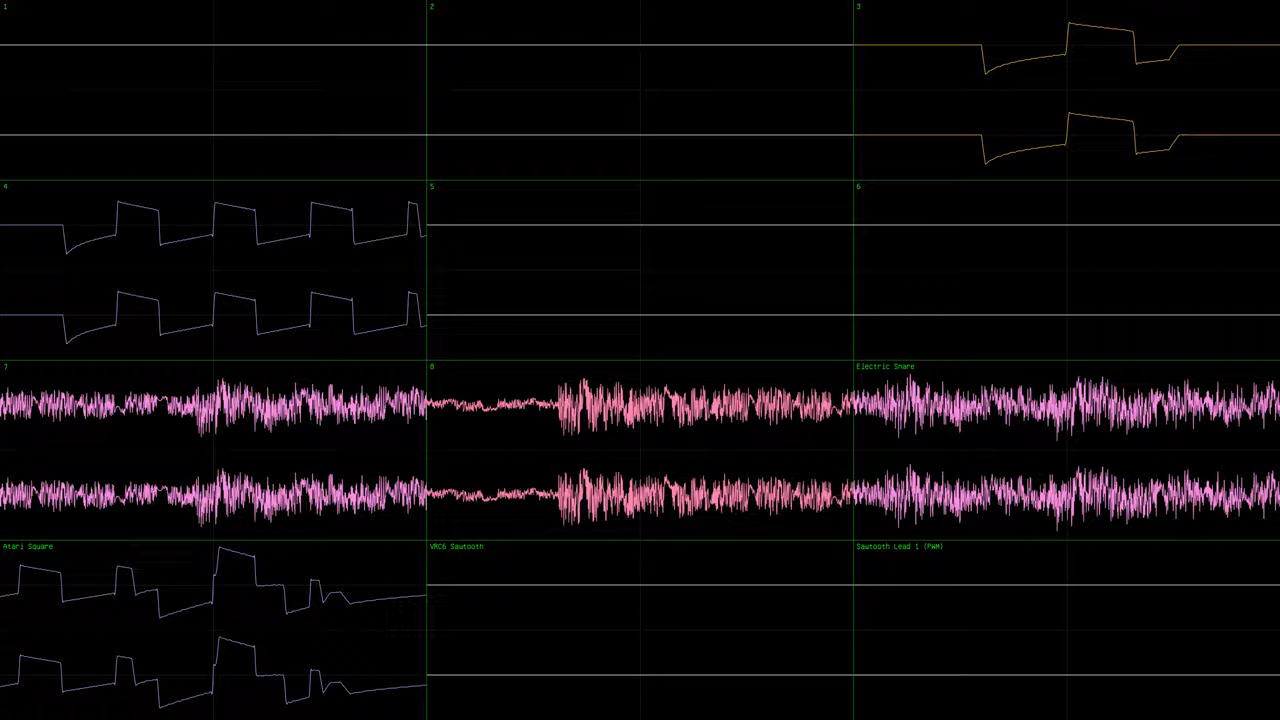 1
2
3
4
5
6
7
8
Electric Snare
Atari Square
VRC6 Sawtooth
Sawtooth Lead 1 (PWM)